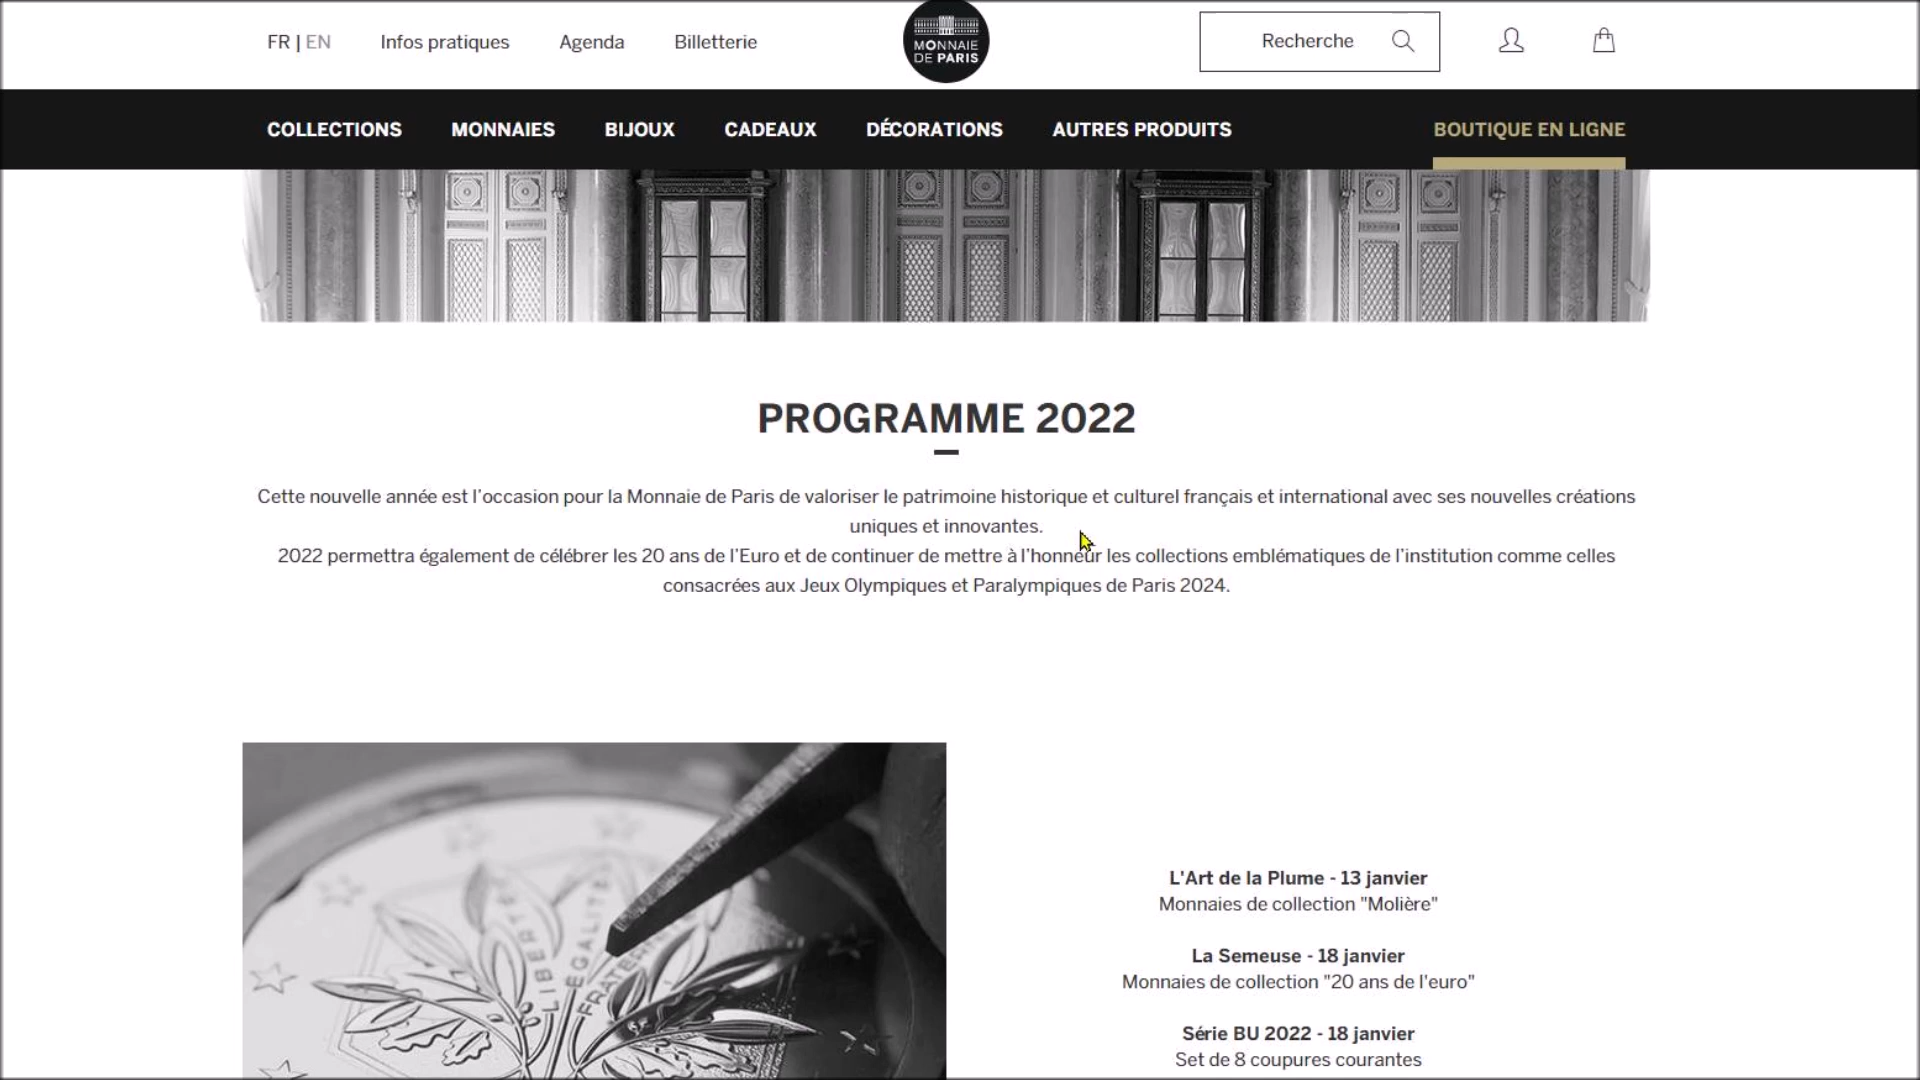 FR | EN
Infos pratiques
Agenda
Billetterie
MONNAIE
DE PARIS
Recherche
COLLECTIONS
MONNAIES
BIJOUX
CADEAUX
DÉCORATIONS
AUTRES PRODUITS
BOUTIQUE EN LIGNE
PROGRAMME 2022
Cette nouvelle année est l'occasion pour la Monnaie de Paris de valoriser le patrimoine historique et culturel français et international avec ses nouvelles créations
uniques et innovantes.
2022 permettra également de célébrer les 20 ans de l'Euro et de continuer de mettre à l'honneur les collections emblématiques de l'institution comme celles
consacrées aux Jeux Olympiques et Paralympiques de Paris 2024.
LIBERTÉ
EGALITE
L'Art de la Plume - 13 janvier
Monnaies de collection "Molière"
La Semeuse - 18 janvier
Monnaies de collection "20 ans de l'euro"
Série BU 2022 - 18 janvier
Set de 8 coupures courantes